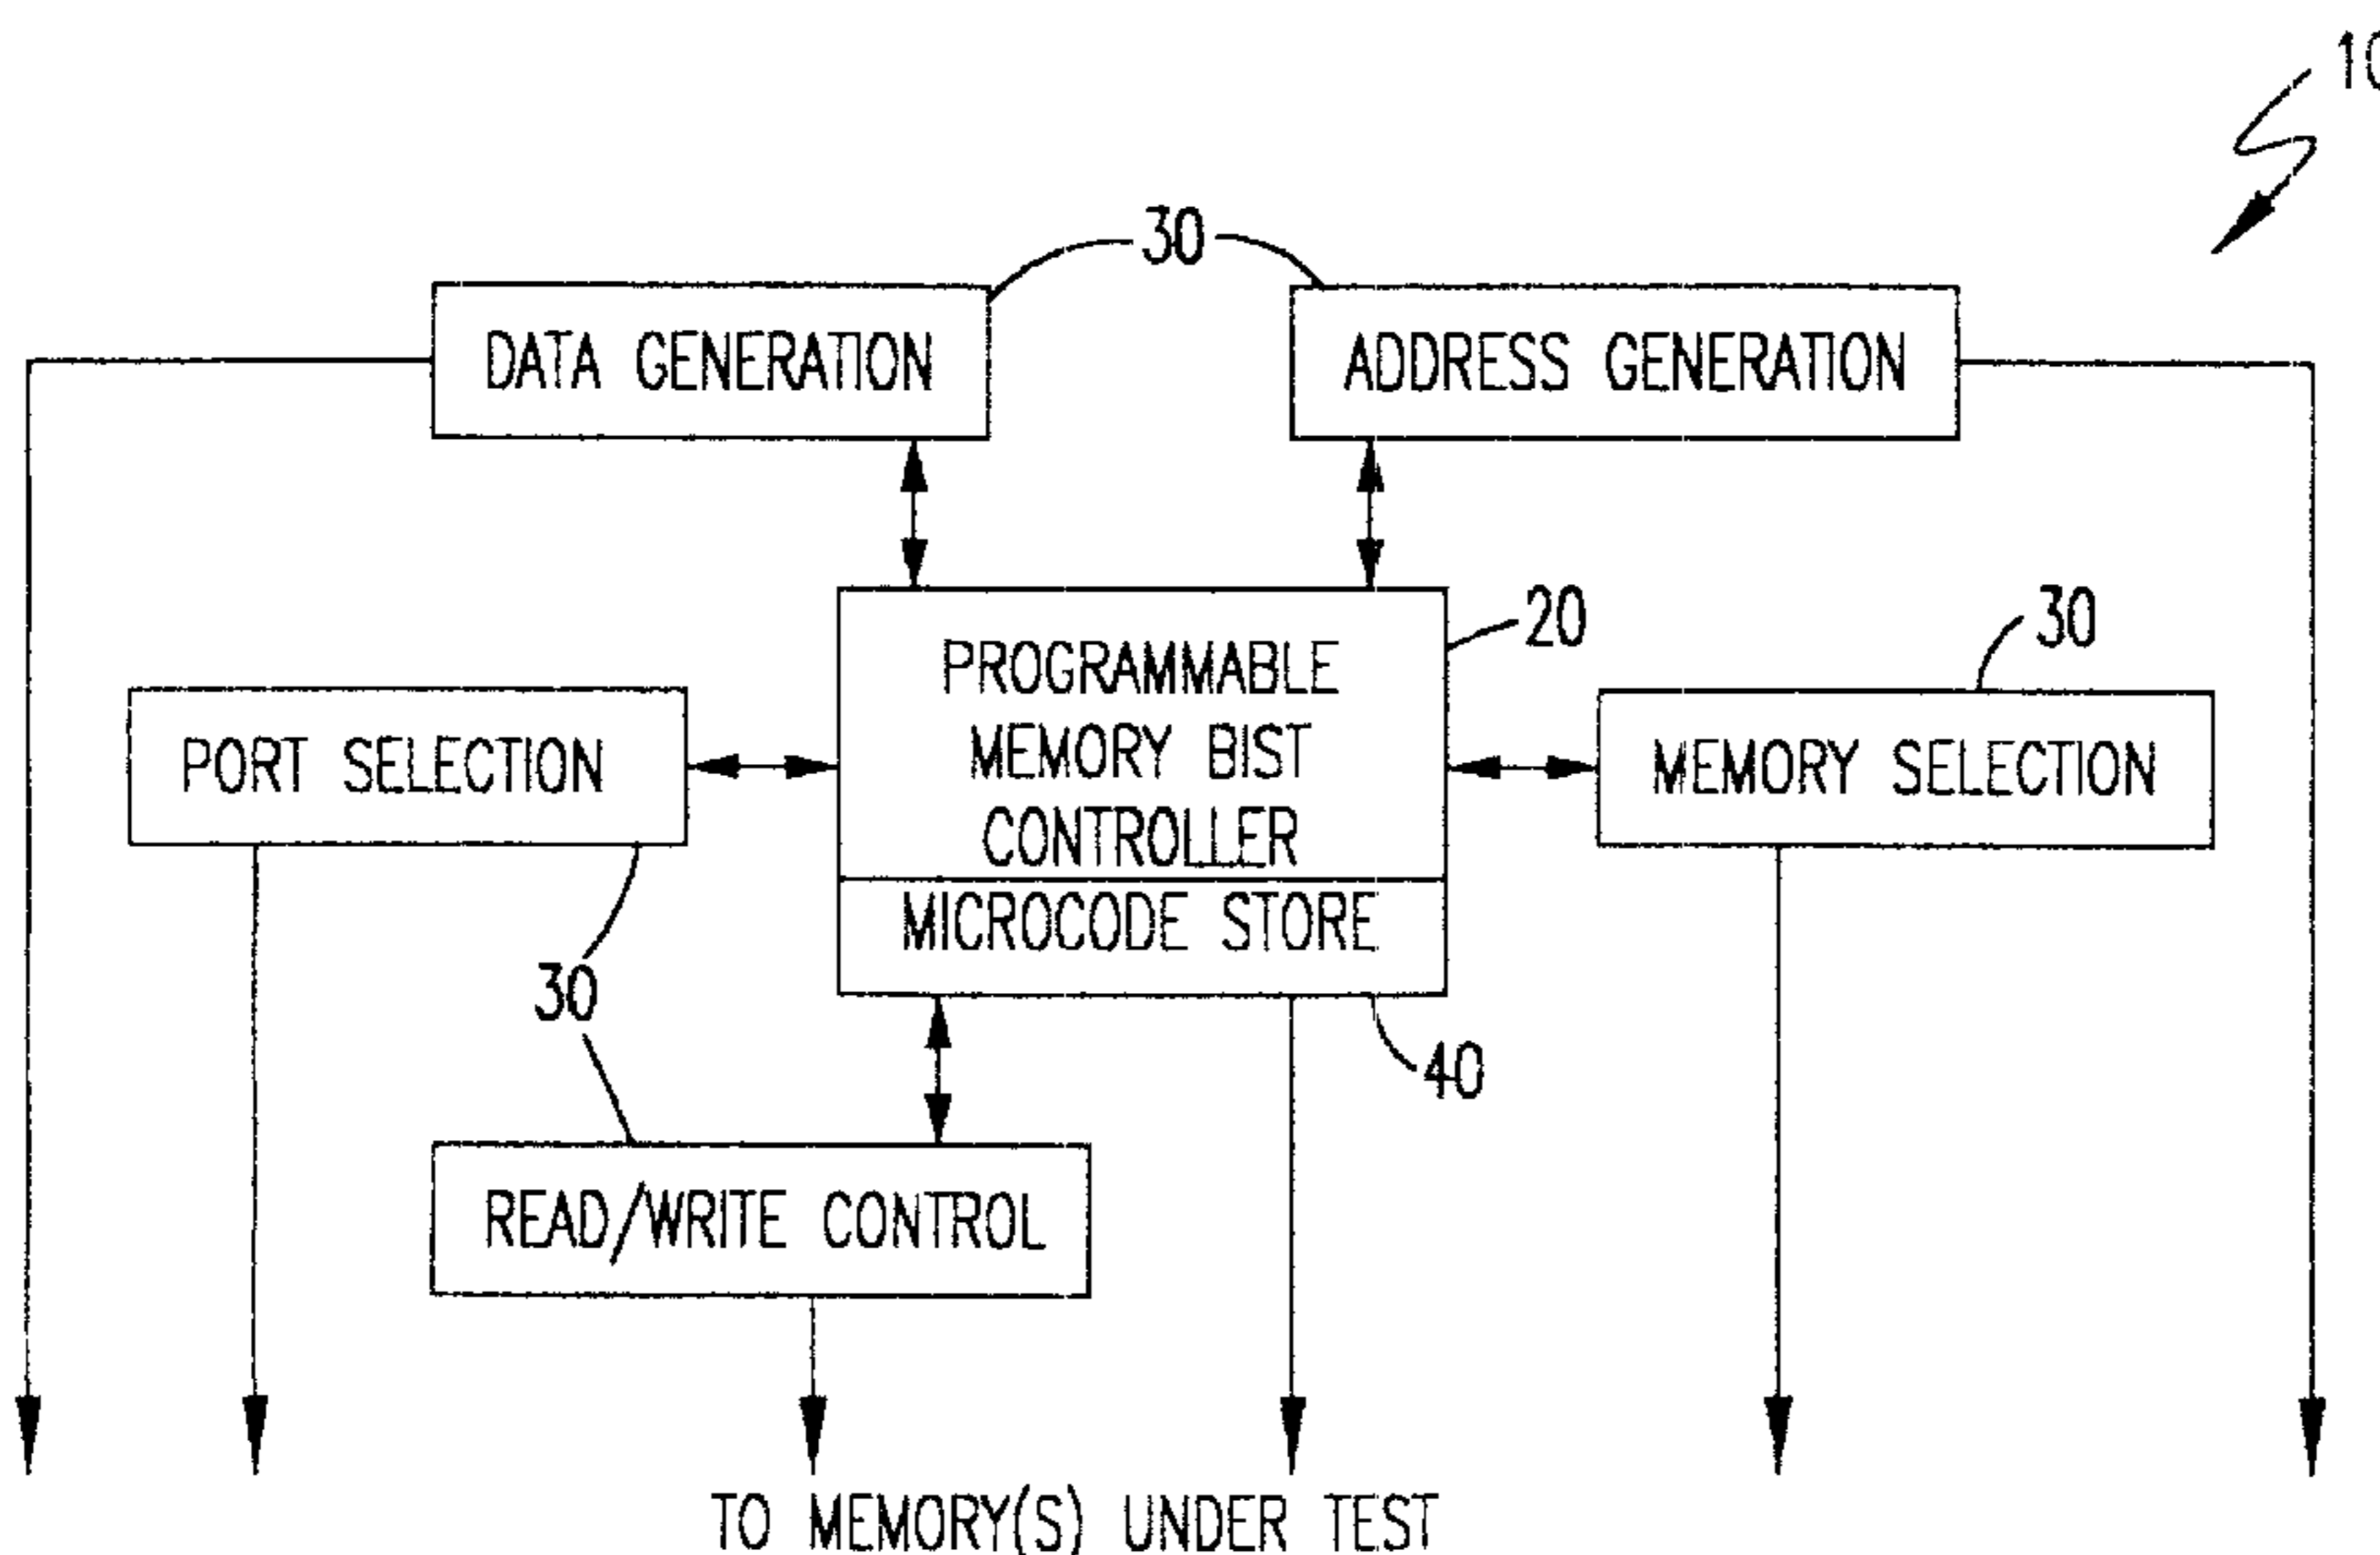 10
30
DATA GENERATION
ADDRESS GENERATION
20
30
PROGRAMMABLE
MEMORY BIST
CONTROLLER
PORT SELECTION
MEMORY SELECTION
MICROCODE STORE
30
40
READ/WRITE CONTROL
TO MEMORY(S) UNDER TEST